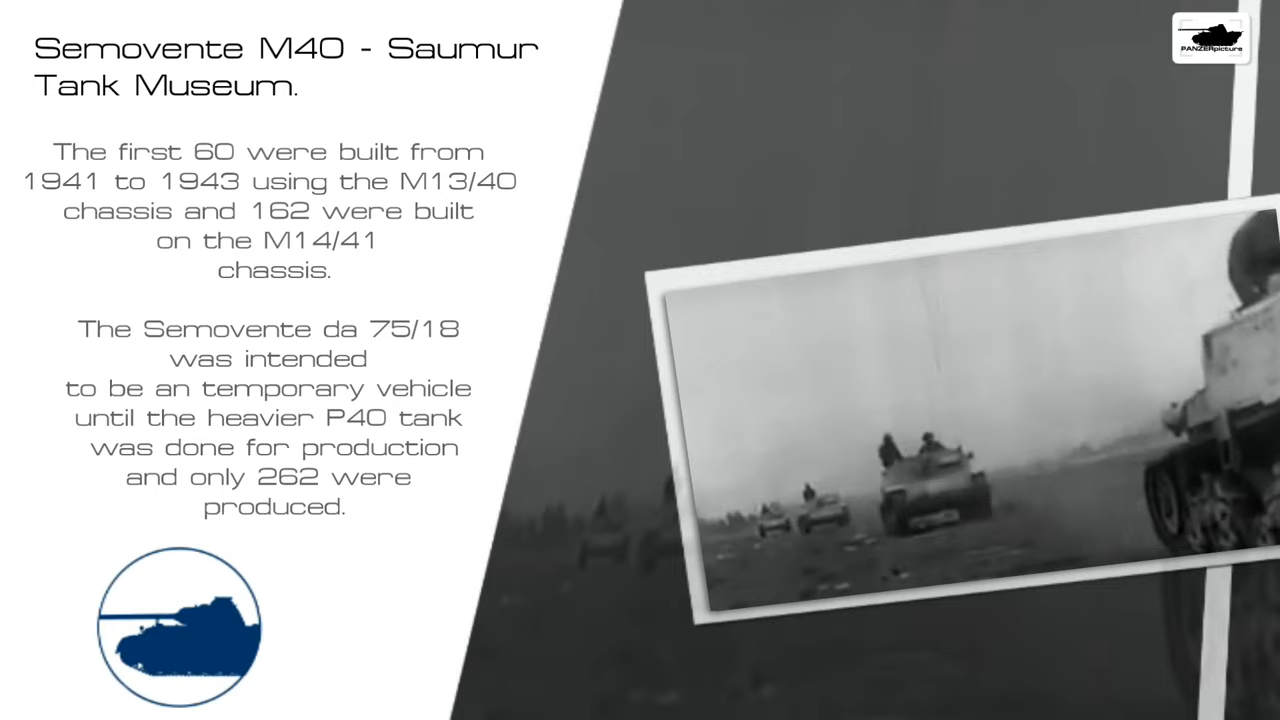 Semovente M40 - Saumur
Tank Museum.
The first 60 were built from
1941 to 1943 using the M13/40
chassis and 162 were built
on the M14/41
chassis.
The Semovente da 75/18
was intended
to be an temporary vehicle
until the heavier P40 tank
was done for production
and only 262 were
produced.
PANZERpicture